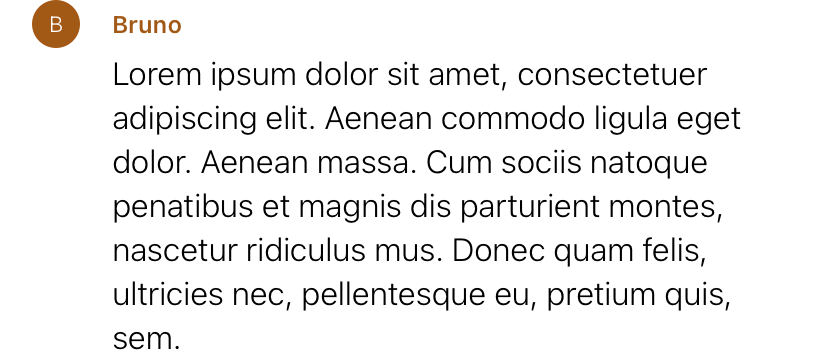 B
Bruno
Lorem ipsum dolor sit amet, consectetuer
adipiscing elit. Aenean commodo ligula eget
dolor. Aenean massa. Cum sociis natoque
penatibus et magnis dis parturient montes,
nascetur ridiculus mus. Donec quam felis,
ultricies nec, pellentesque eu, pretium quis,
sem.